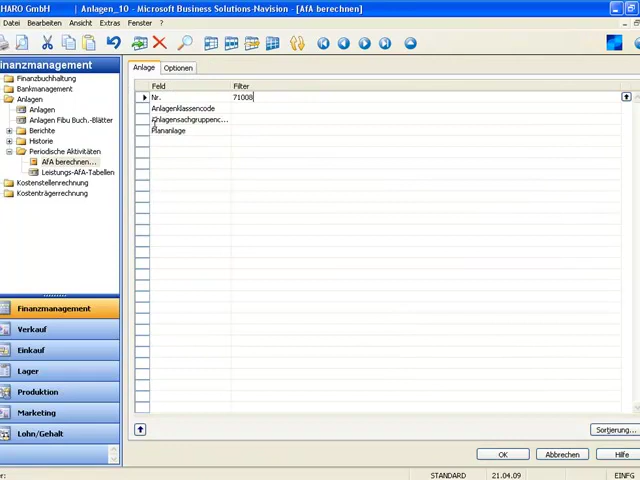 HARO GmbH | Anlagen_10 - Microsoft Business Solutions-Navision - [AfA berechnen]
Datei Bearbeiten Ansicht Extras Fenster ?
Finanzmanagement
Finanzbuchhaltung
Bankmanagement
Anlagen
Anlagen
Anlagen Fibu Buch.-Blätter
Berichte
Historie
Periodische Aktivitäten
AfA berechnen...
Leistungs-AfA-Tabellen
Kostenstellenrechnung
Kostenträgerrechnung
Finanzmanagement
Verkauf
Einkauf
Lager
Produktion
Marketing
Lohn/Gehalt
Anlage Optionen
Feld Filter
Nr. 71008
Anlagenklassencode
Anlagensachgruppenc...
Plananlage
Sortierung...
OK Abbrechen Hilfe
er: STANDARD 21.04.09 EINFG